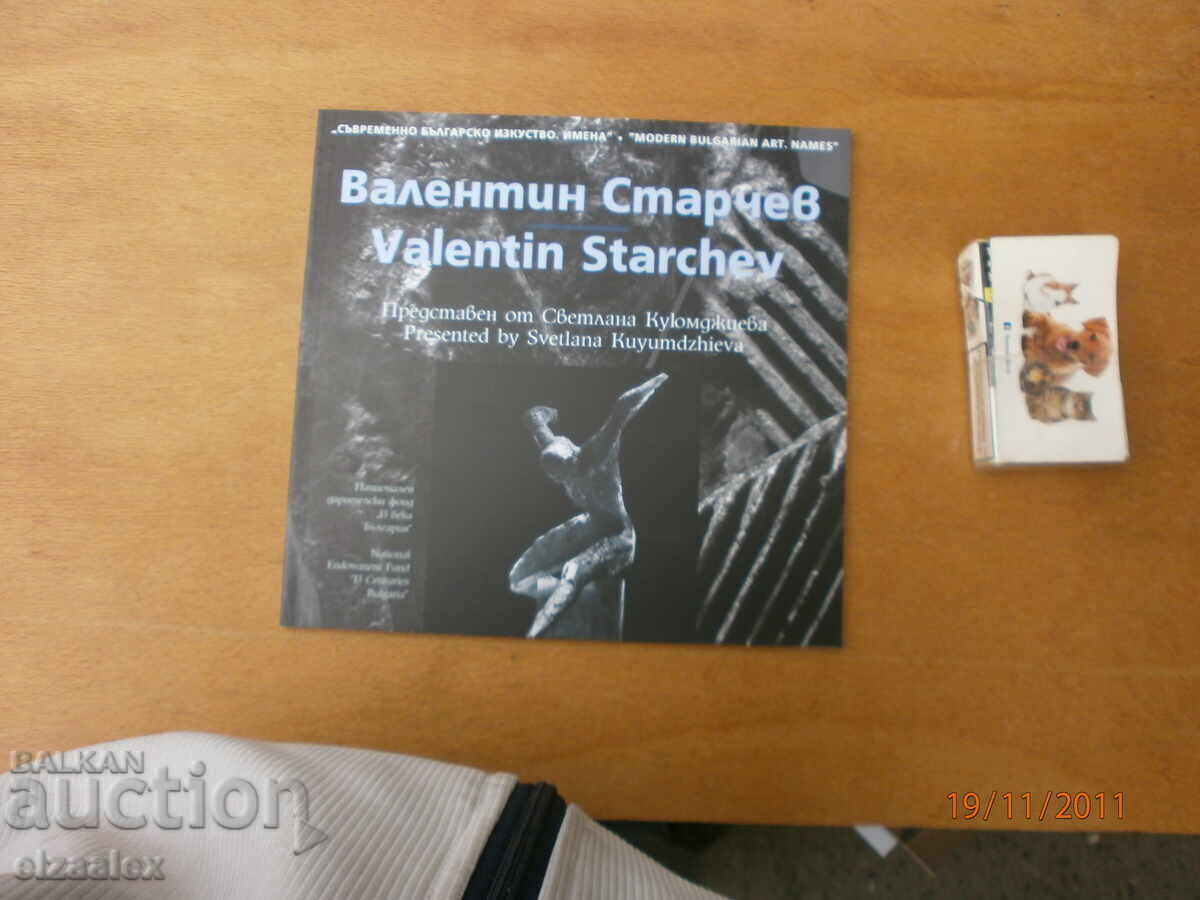 „СЪВРЕМЕННО БЪЛГАРСКО ИЗКУСТВО. ИМЕНА“ • "MODERN BULGARIAN ART. NAMES"
Валентин Старчев
Valentin Starchev
Представен от Светлана Куюмджиева
Presented by Svetlana Kuyumdzhieva
Национален
дарителски фонд
„13 века
България“
National
Endowment Fund
"13 Centuries
Bulgaria"
BALKAN
auction
elzaalex
19/11/2011